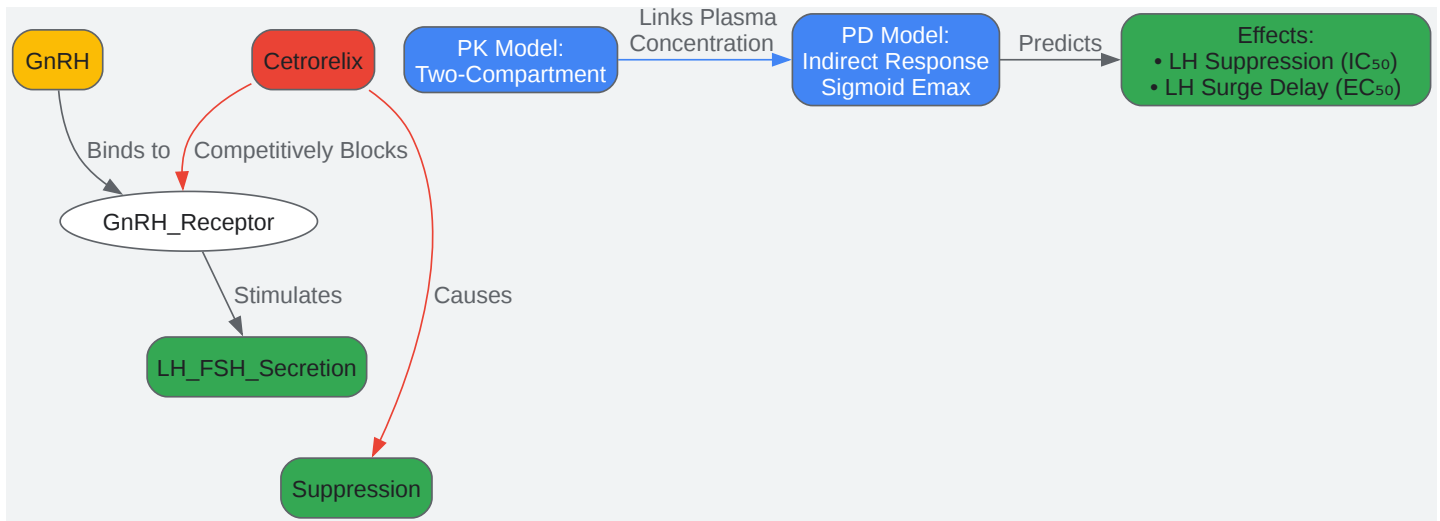 GnRH
Cetrorelix
PK Model:
Two-Compartment
Links Plasma
Concentration
PD Model:
Indirect Response
Sigmoid Emax
Predicts
Effects:
• LH Suppression (IC₅₀)
• LH Surge Delay (EC₅₀)
Binds to
Competitively Blocks
GnRH_Receptor
Stimulates
Causes
LH_FSH_Secretion
Suppression